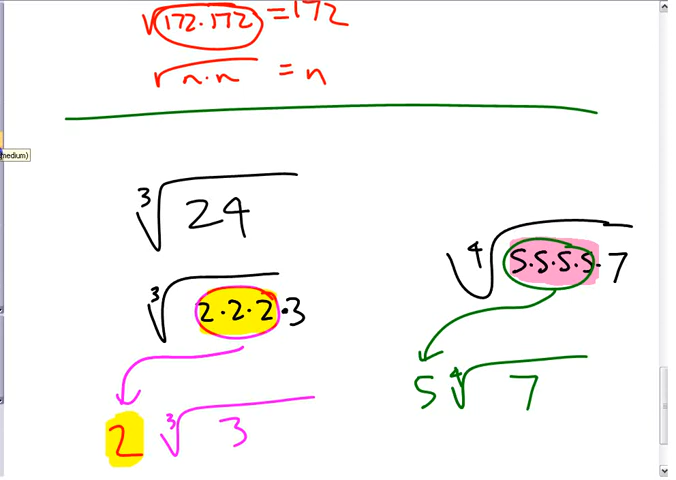 √172·172 = 172
√n·n = n
medium)
∛24
∛2·2·2·3
2∛3
∜5·5·5·5·7
5∜7